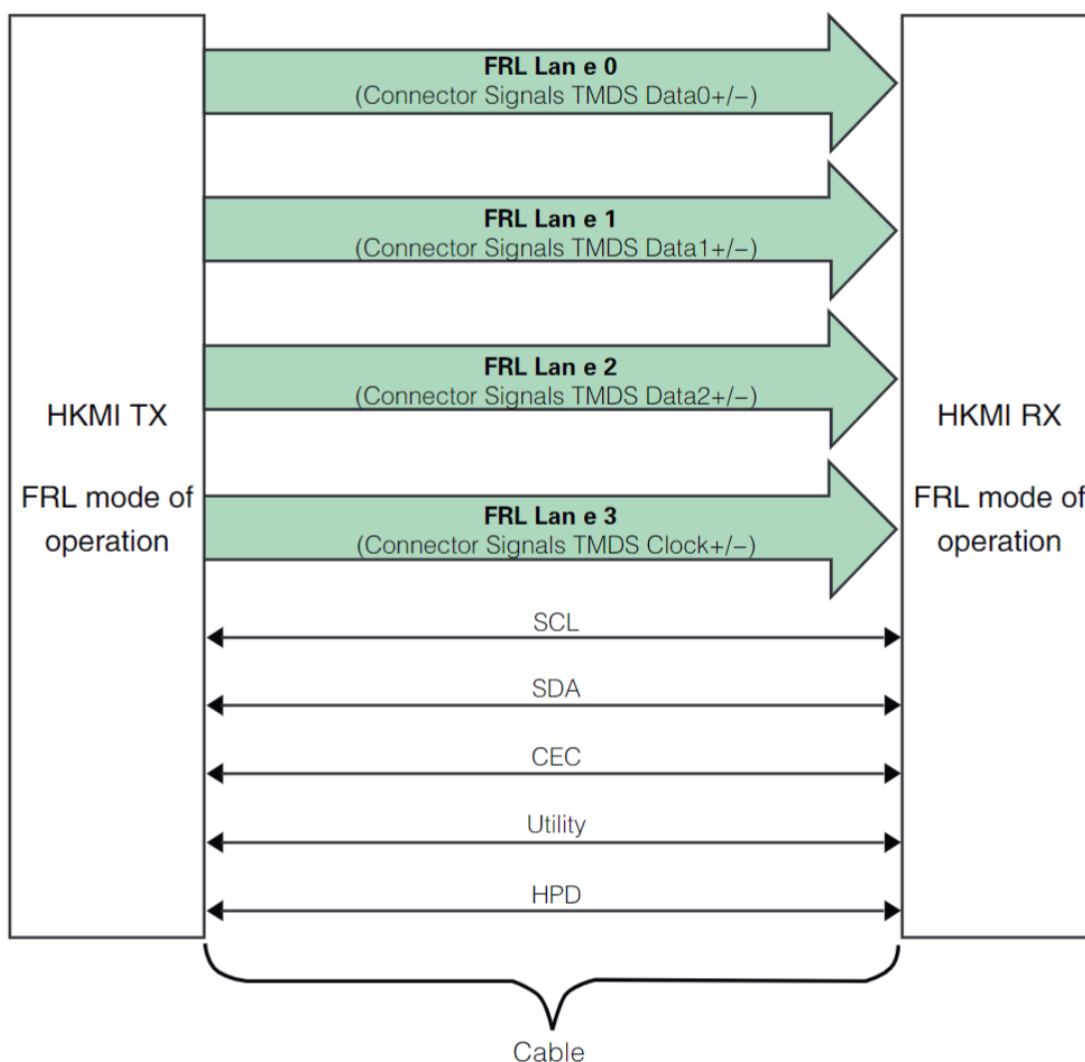 FRL Lan e 0
(Connector Signals TMDS Data0+/−)
FRL Lan e 1
(Connector Signals TMDS Data1+/−)
FRL Lan e 2
(Connector Signals TMDS Data2+/−)
HKMI TX
FRL mode of
operation
HKMI RX
FRL mode of
operation
FRL Lan e 3
(Connector Signals TMDS Clock+/−)
SCL
SDA
CEC
Utility
HPD
Cable